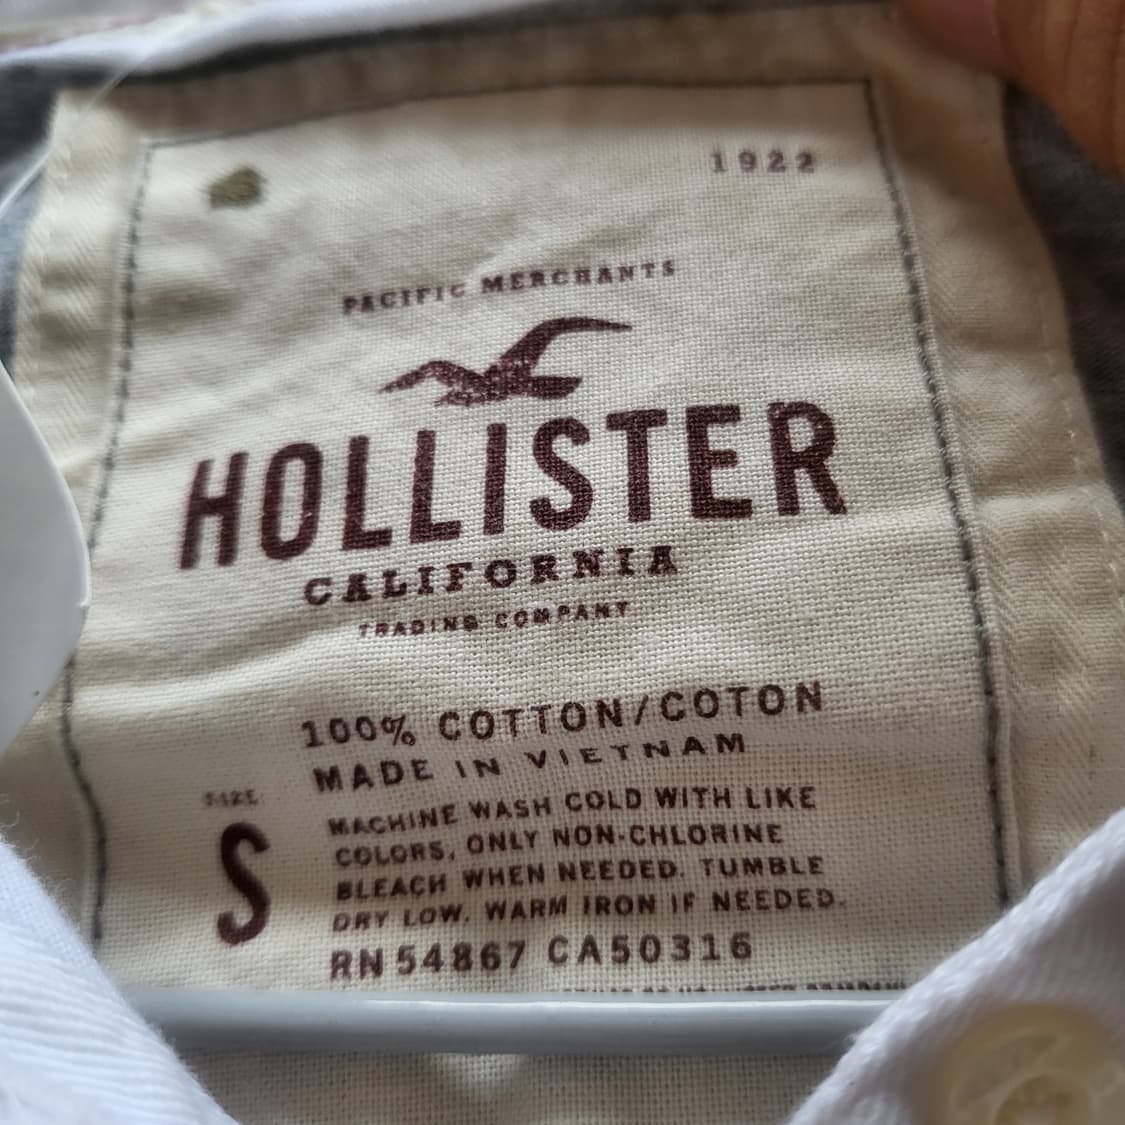 1922
PACIFIC MERCHANTS
HOLLISTER
CALIFORNIA
TRADING COMPANY
100% COTTON/COTON
MADE IN VIETNAM
SIZE
S
MACHINE WASH COLD WITH LIKE
COLORS, ONLY NON-CHLORINE
BLEACH WHEN NEEDED. TUMBLE
DRY LOW. WARM IRON IF NEEDED.
RN 54867 CA50316